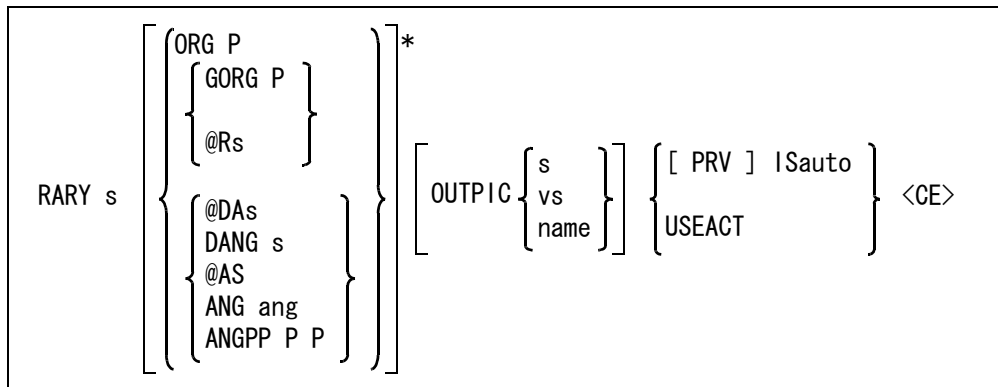 ORG P
*
GORG P
@Rs
RARY s
@DAs
DANG s
@AS
ANG ang
ANGPP P P
OUTPIC
s
vs
name
[ PRV ] ISauto
USEACT
<CE>